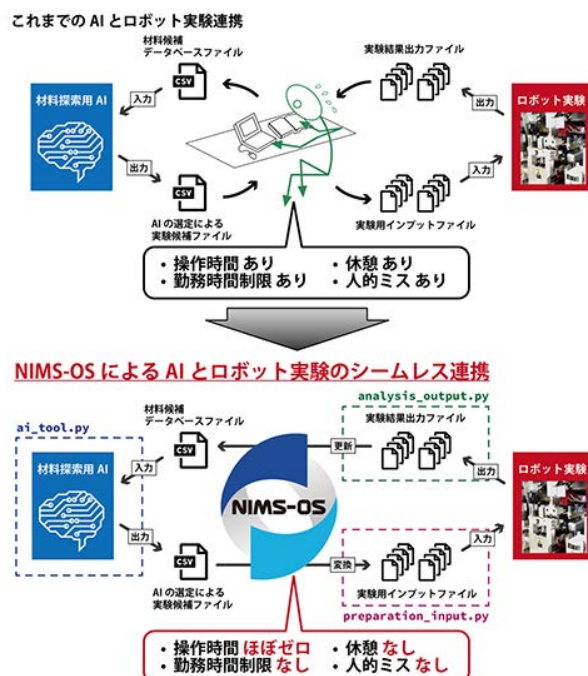 これまでの AI とロボット実験連携
材料候補
データベースファイル
実験結果出力ファイル
材料探索用 AI
入力
CSV
出力
ロボット実験
出力
CSV
入力
AI の選定による
実験候補ファイル
実験用インプットファイル
・操作時間 あり
・休憩 あり
・勤務時間制限 あり
・人的ミス あり
NIMS-OS による AI とロボット実験のシームレス連携
analysis_output.py
材料候補
データベースファイル
実験結果出力ファイル
ai_tool.py
更新
材料探索用 AI
入力
CSV
出力
ロボット実験
NIMS-OS
出力
CSV
変換
入力
AI の選定による
実験候補ファイル
実験用インプットファイル
preparation_input.py
・操作時間 ほぼゼロ
・休憩 なし
・勤務時間制限 なし
・人的ミス なし